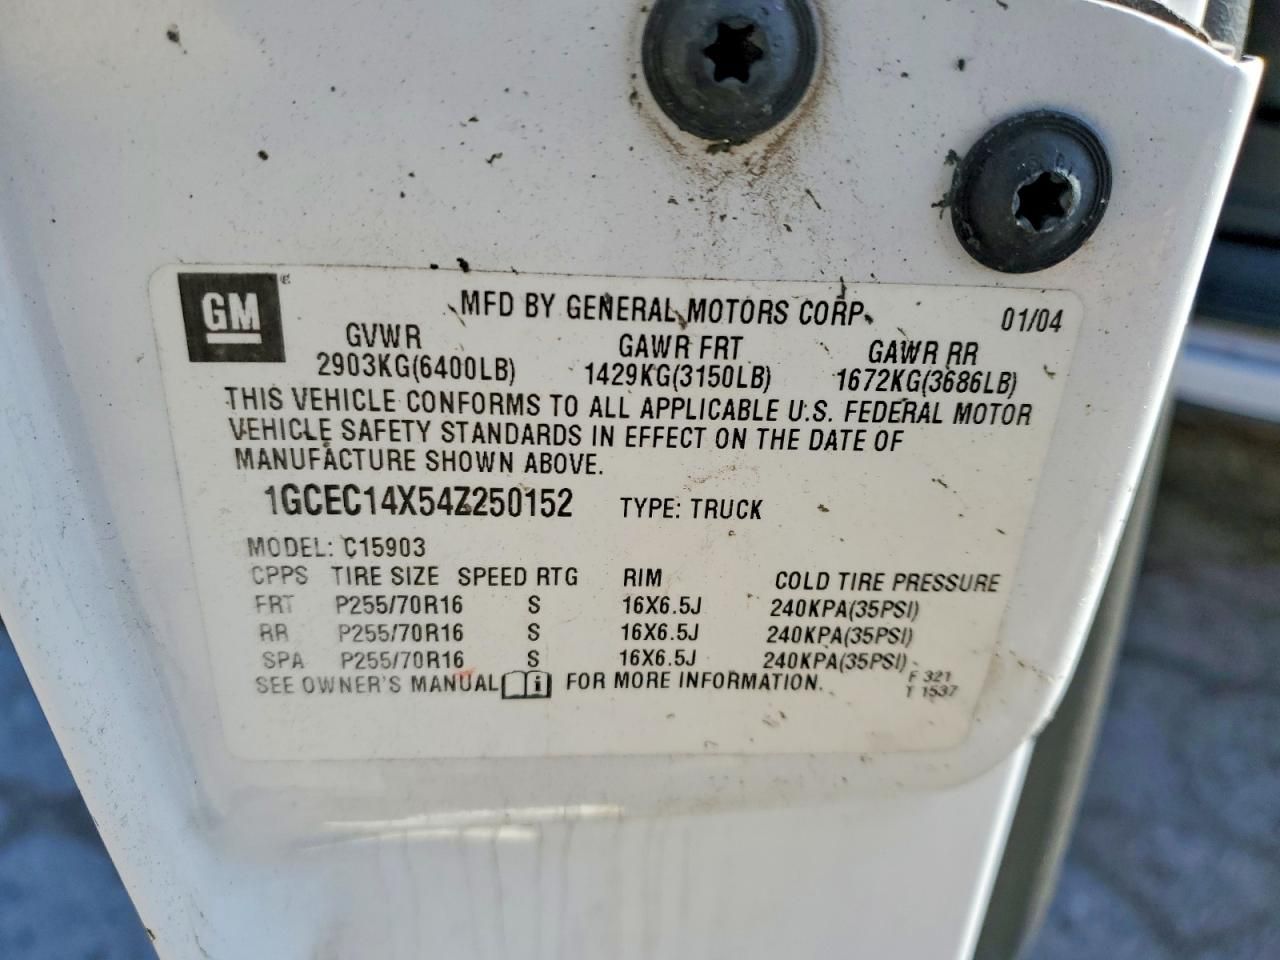 GM
MFD BY GENERAL MOTORS CORP.
01/04
GVWR GAWR FRT GAWR RR
2903KG(6400LB) 1429KG(3150LB) 1672KG(3686LB)
THIS VEHICLE CONFORMS TO ALL APPLICABLE U.S. FEDERAL MOTOR
VEHICLE SAFETY STANDARDS IN EFFECT ON THE DATE OF
MANUFACTURE SHOWN ABOVE.
1GCEC14X54Z250152 TYPE: TRUCK
MODEL: C15903
CPPS TIRE SIZE SPEED RTG RIM COLD TIRE PRESSURE
FRT P255/70R16 S 16X6.5J 240KPA(35PSI)
RR P255/70R16 S 16X6.5J 240KPA(35PSI)
SPA P255/70R16 S 16X6.5J 240KPA(35PSI)
SEE OWNER'S MANUAL i FOR MORE INFORMATION.
F 321
T 1537